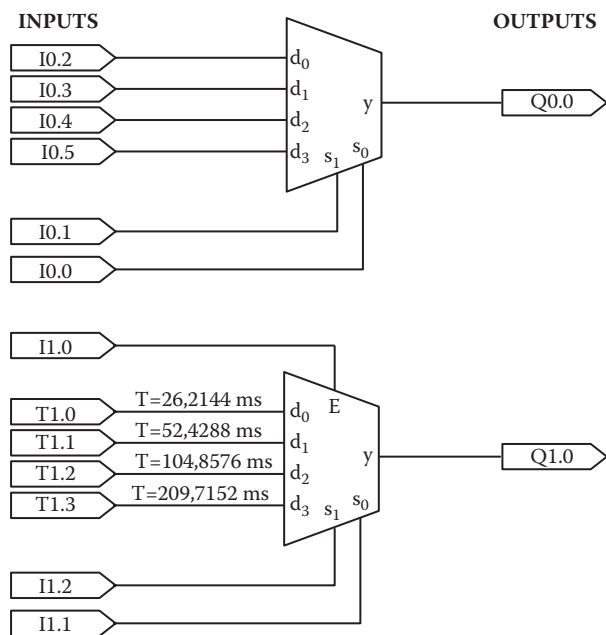 INPUTS OUTPUTS
I0.2 d0
I0.3 d1 y Q0.0
I0.4 d2
I0.5 d3 s1 s0
I0.1
I0.0
I1.0
E
T1.0 T=26,2144 ms d0
T1.1 T=52,4288 ms d1 y Q1.0
T1.2 T=104,8576 ms d2
T1.3 T=209,7152 ms d3 s1 s0
I1.2
I1.1